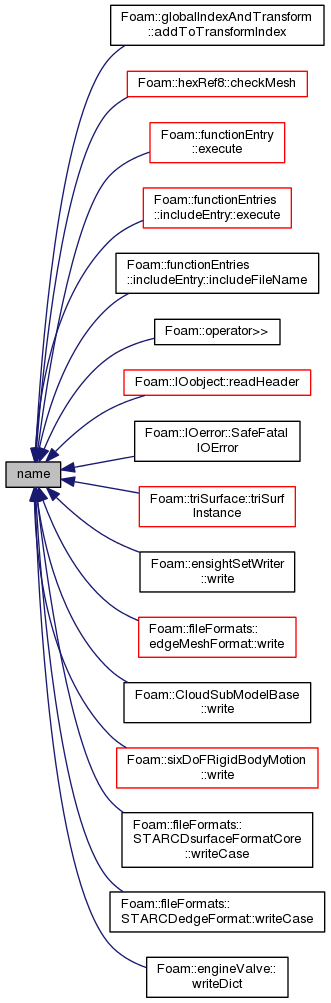 Foam::globalIndexAndTransform
::addToTransformIndex
Foam::hexRef8::checkMesh
Foam::functionEntry
::execute
Foam::functionEntries
::includeEntry::execute
Foam::functionEntries
::includeEntry::includeFileName
Foam::operator>>
Foam::IOobject::readHeader
Foam::IOerror::SafeFatal
IOError
name
Foam::triSurface::triSurf
Instance
Foam::ensightSetWriter
::write
Foam::fileFormats::
edgeMeshFormat::write
Foam::CloudSubModelBase
::write
Foam::sixDoFRigidBodyMotion
::write
Foam::fileFormats::
STARCDsurfaceFormatCore
::writeCase
Foam::fileFormats::
STARCDedgeFormat::writeCase
Foam::engineValve::
writeDict